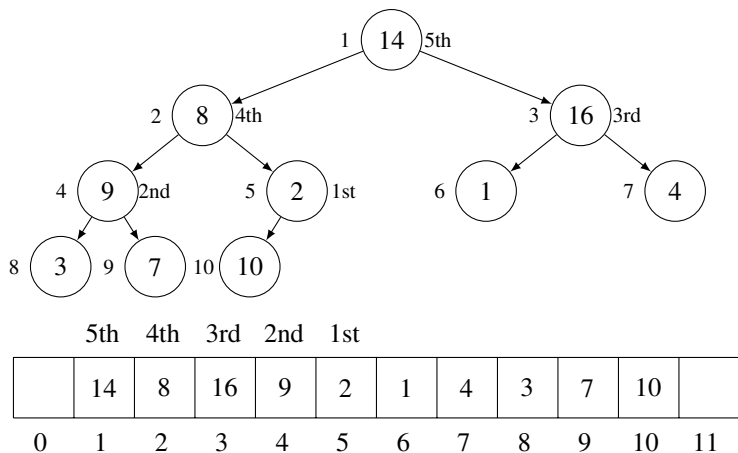 1 14 5th
2 8 4th 3 16 3rd
4 9 2nd 5 2 1st 6 1 7 4
8 3 9 7 10 10
5th 4th 3rd 2nd 1st
14 8 16 9 2 1 4 3 7 10
0 1 2 3 4 5 6 7 8 9 10 11